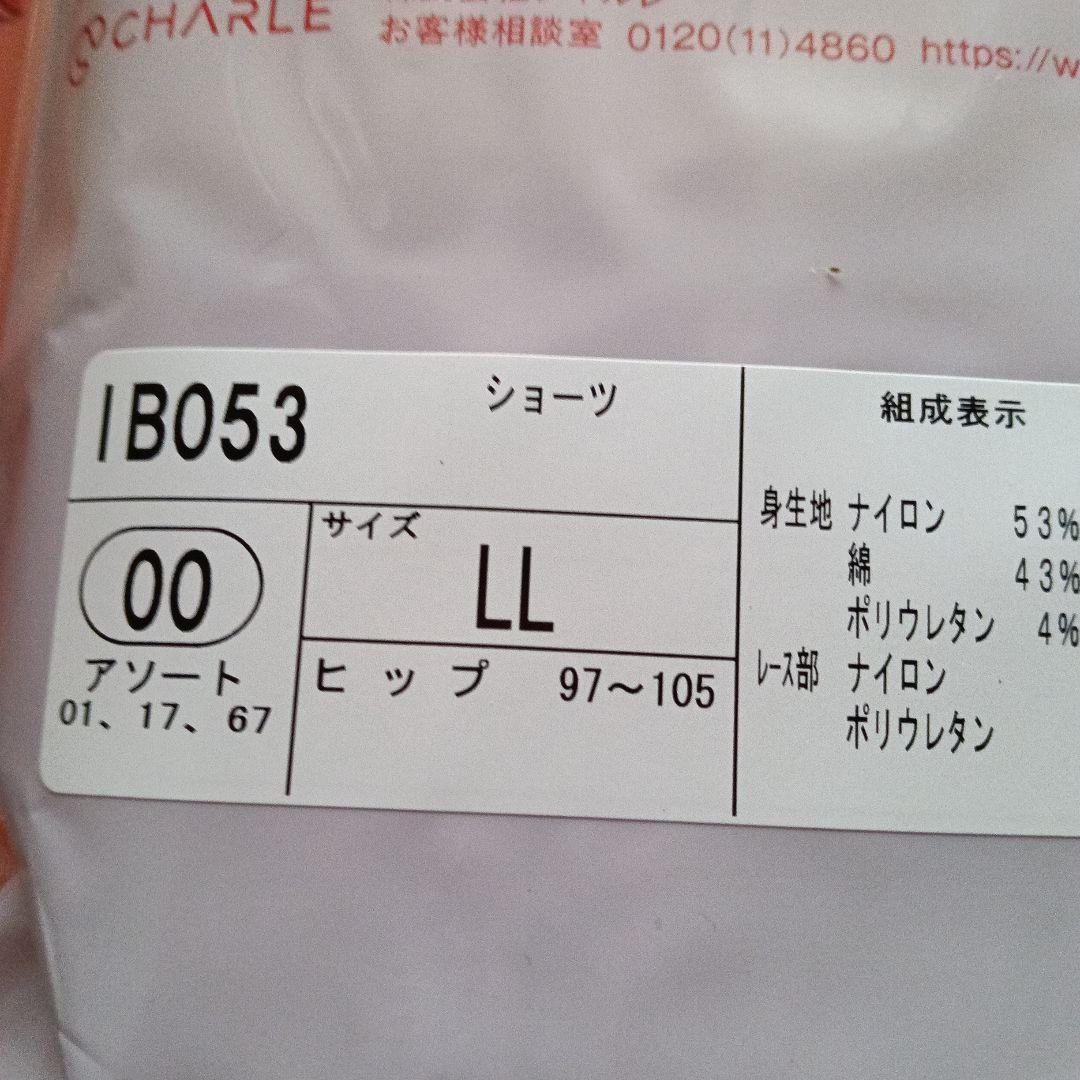 CHARLE
お客様相談室 0120(11)4860 https://w
IB053
ショーツ
00
アソート
01、17、67
サイズ
LL
ヒップ 97～105
組成表示
身生地 ナイロン 53%
綿 43%
ポリウレタン 4%
レース部 ナイロン
ポリウレタン